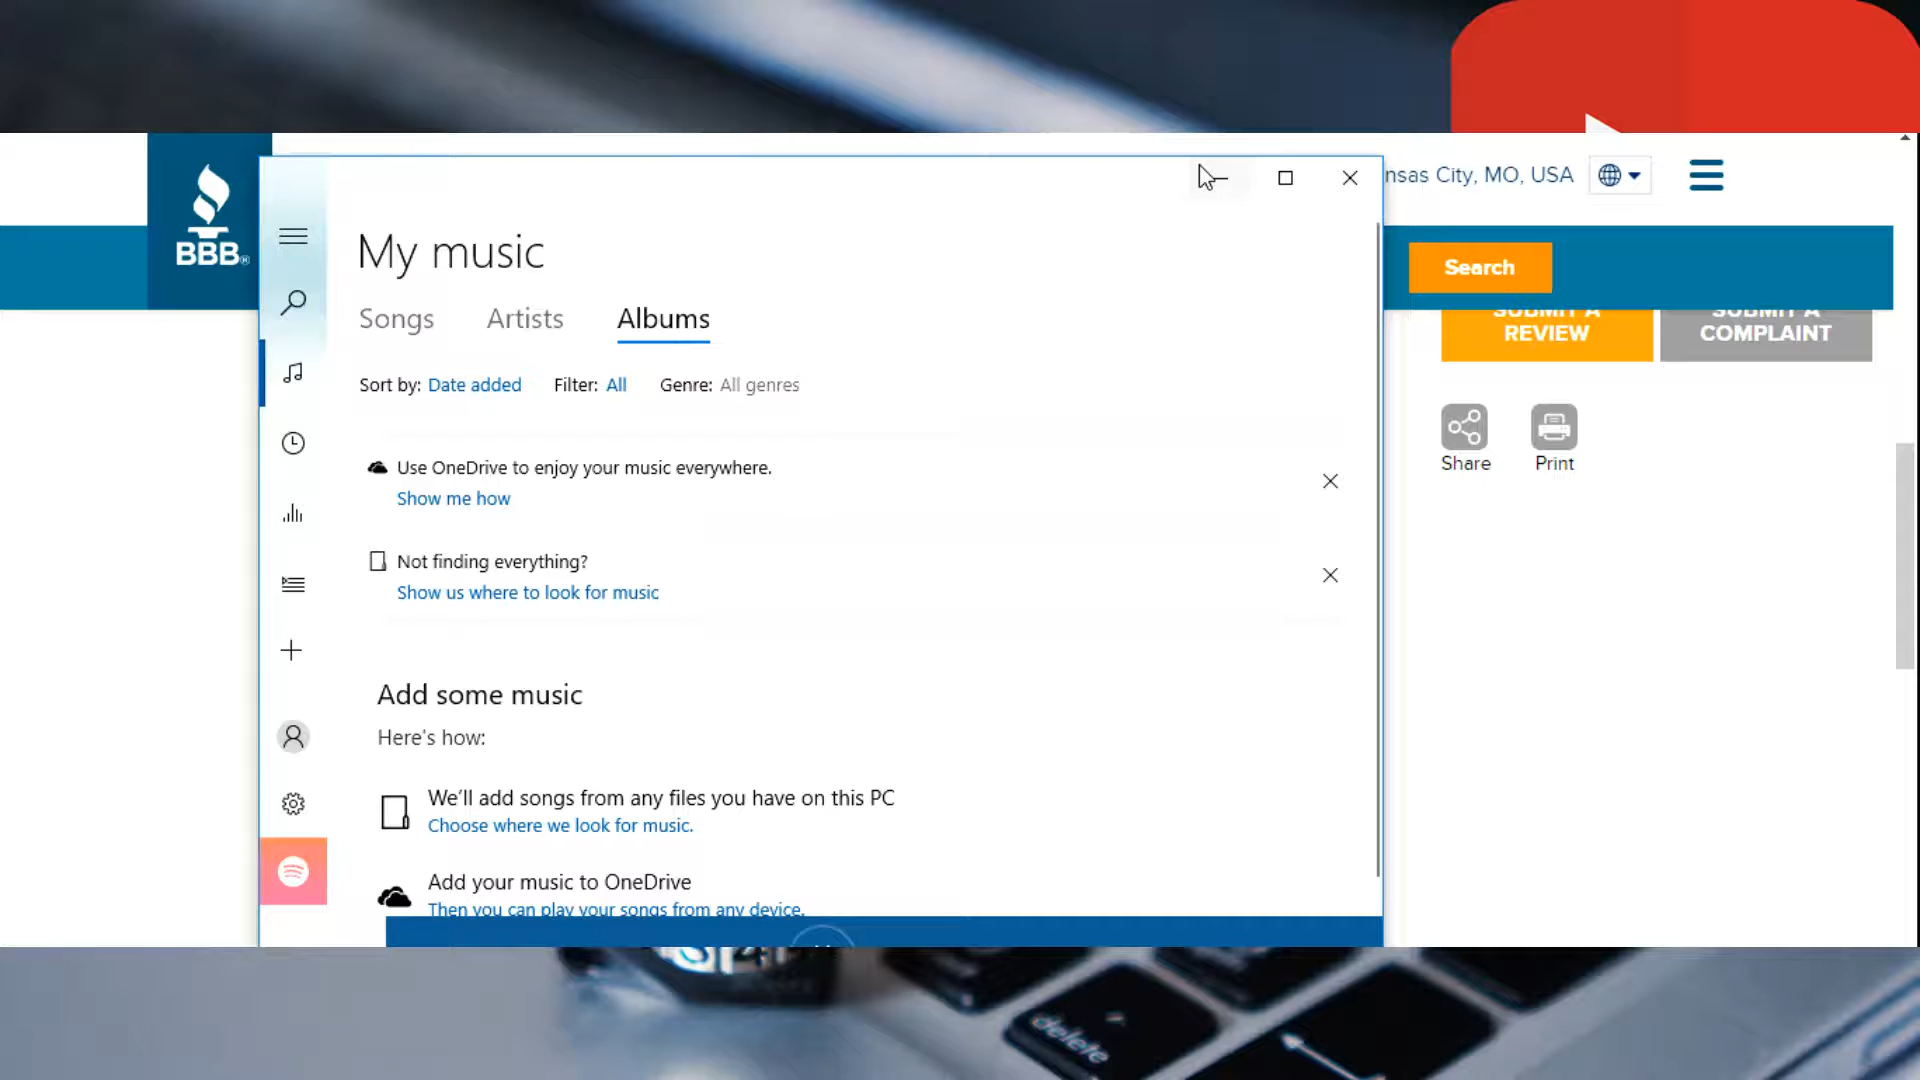 BBB®
nsas City, MO, USA
Search
SUBMIT A
REVIEW
SUBMIT A
COMPLAINT
Share
Print
My music
Songs Artists Albums
Sort by: Date added Filter: All Genre: All genres
Use OneDrive to enjoy your music everywhere.
Show me how
Not finding everything?
Show us where to look for music
Add some music
Here's how:
We'll add songs from any files you have on this PC
Choose where we look for music.
Add your music to OneDrive
Then you can play your songs from any device.
delete